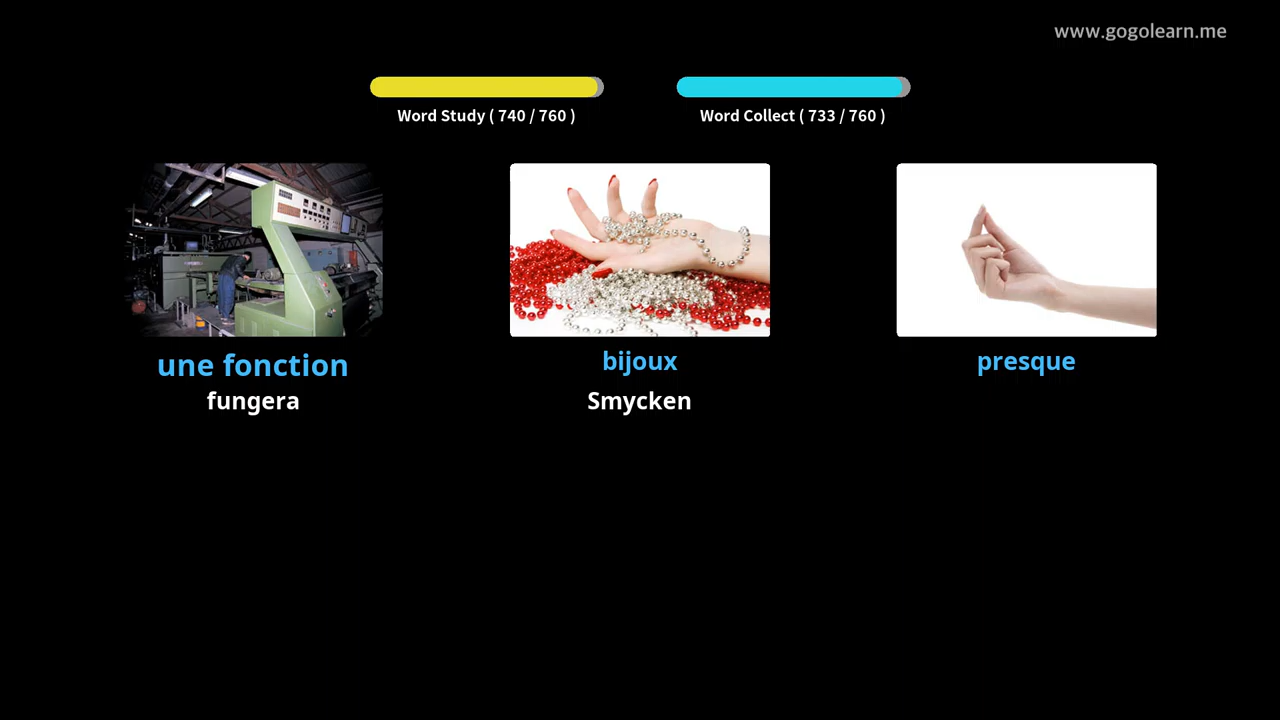 www.gogolearn.me
Word Study ( 740 / 760 )
Word Collect ( 733 / 760 )
une fonction
fungera
bijoux
Smycken
presque